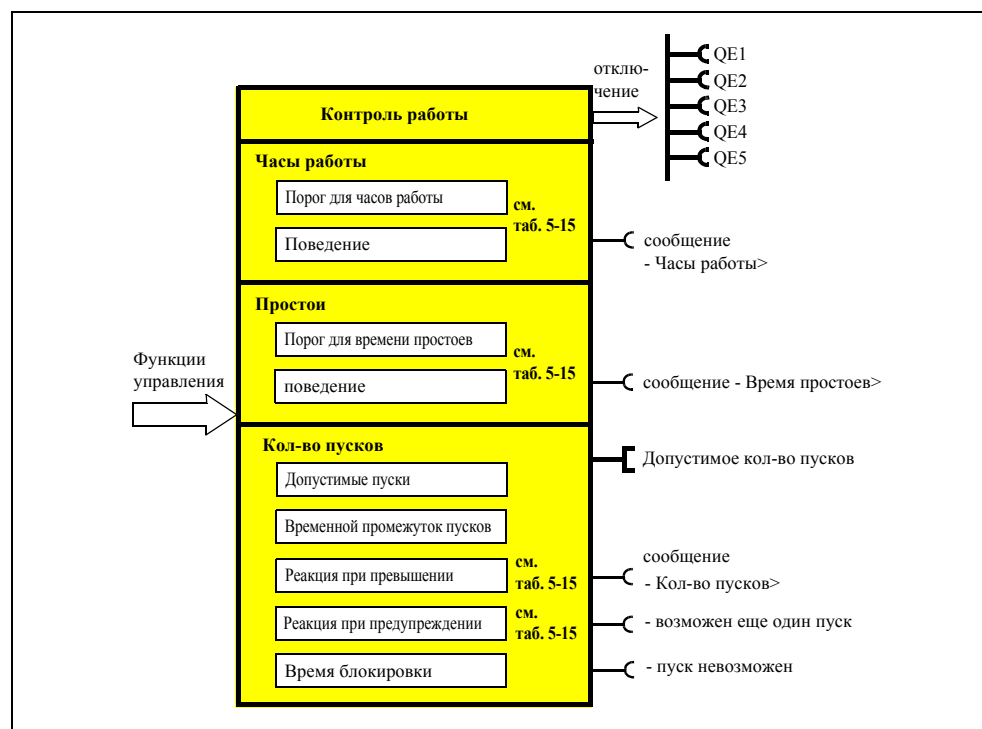 отклю-
чение
QE1
QE2
QE3
QE4
QE5
Контроль работы
Часы работы
Порог для часов работы
Поведение
см.
таб. 5-15
сообщение
- Часы работы>
Простои
Порог для времени простоев
поведение
см.
таб. 5-15
сообщение - Время простоев>
Функции
управления
Кол-во пусков
Допустимые пуски
Допустимое кол-во пусков
Временной промежуток пусков
Реакция при превышении
см.
таб. 5-15
сообщение
- Кол-во пусков>
Реакция при предупреждении
см.
таб. 5-15
- возможен еще один пуск
Время блокировки
- пуск невозможен